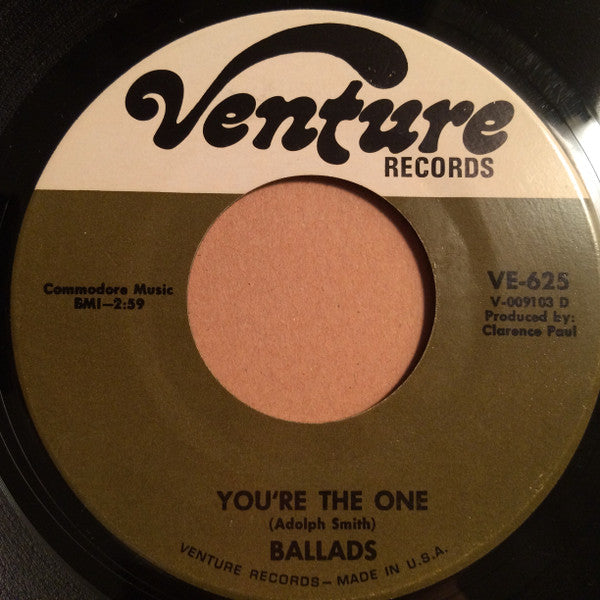 Venture
RECORDS
Commodore Music
BMI—2:59
VE-625
V-009103 D
Produced by:
Clarence Paul
YOU'RE THE ONE
(Adolph Smith)
BALLADS
VENTURE RECORDS—MADE IN U.S.A.